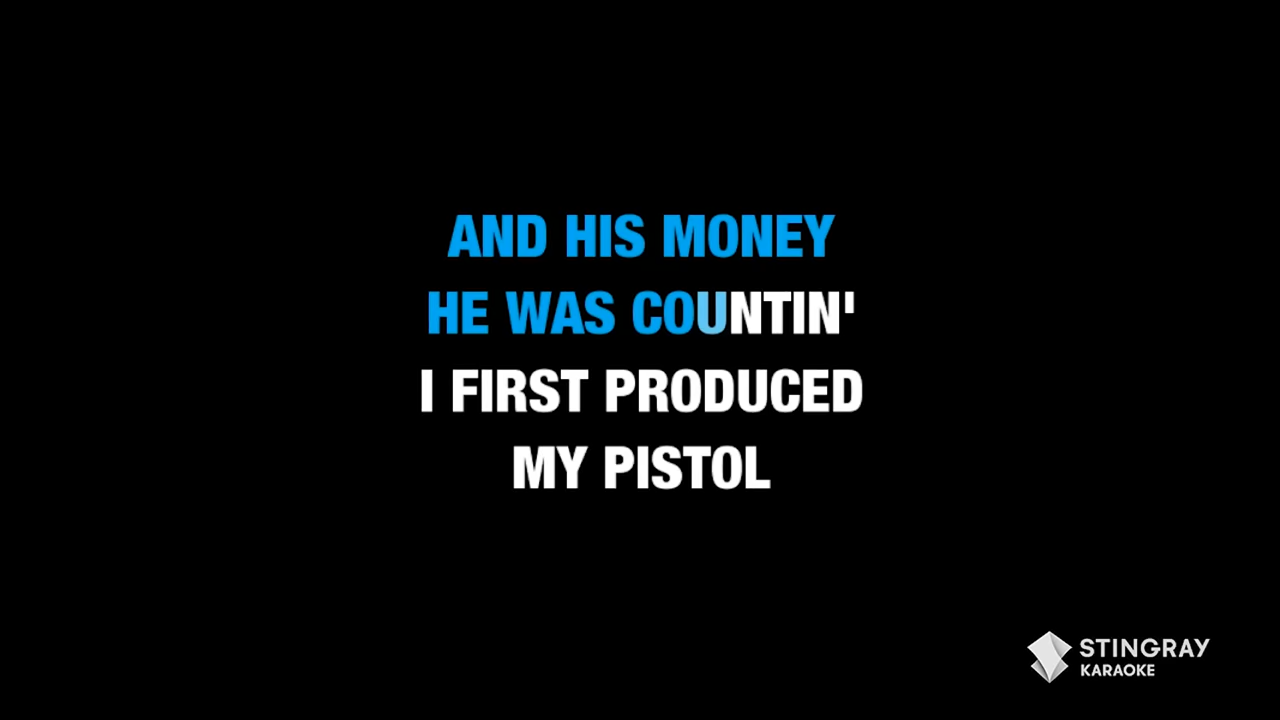 AND HIS MONEY
HE WAS COUNTIN'
I FIRST PRODUCED
MY PISTOL
STINGRAY
KARAOKE